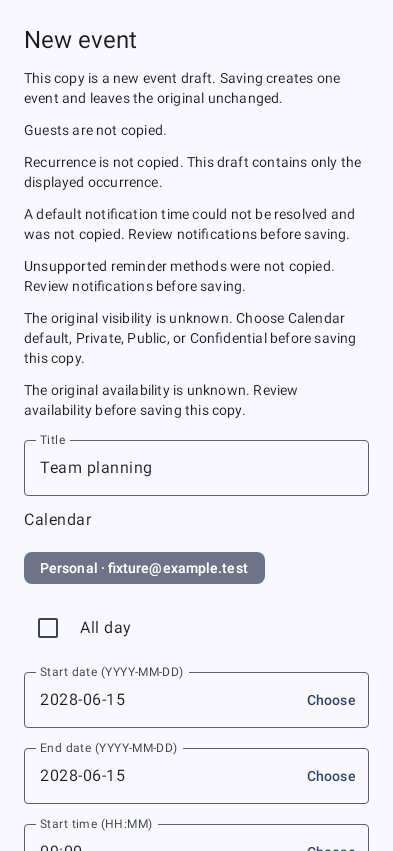 New event
This copy is a new event draft. Saving creates one
event and leaves the original unchanged.
Guests are not copied.
Recurrence is not copied. This draft contains only the
displayed occurrence.
A default notification time could not be resolved and
was not copied. Review notifications before saving.
Unsupported reminder methods were not copied.
Review notifications before saving.
The original visibility is unknown. Choose Calendar
default, Private, Public, or Confidential before saving
this copy.
The original availability is unknown. Review
availability before saving this copy.
Title
Team planning
Calendar
Personal · fixture@example.test
All day
Start date (YYYY-MM-DD)
2028-06-15 Choose
End date (YYYY-MM-DD)
2028-06-15 Choose
Start time (HH:MM)
09:00 Choose